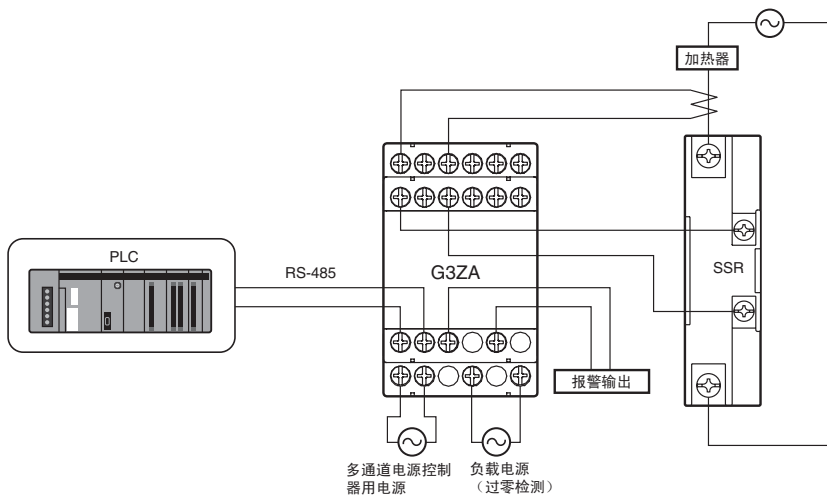 加热器
PLC
RS-485
G3ZA
SSR
报警输出
多通道电源控制
器用电源
负载电源
（过零检测）